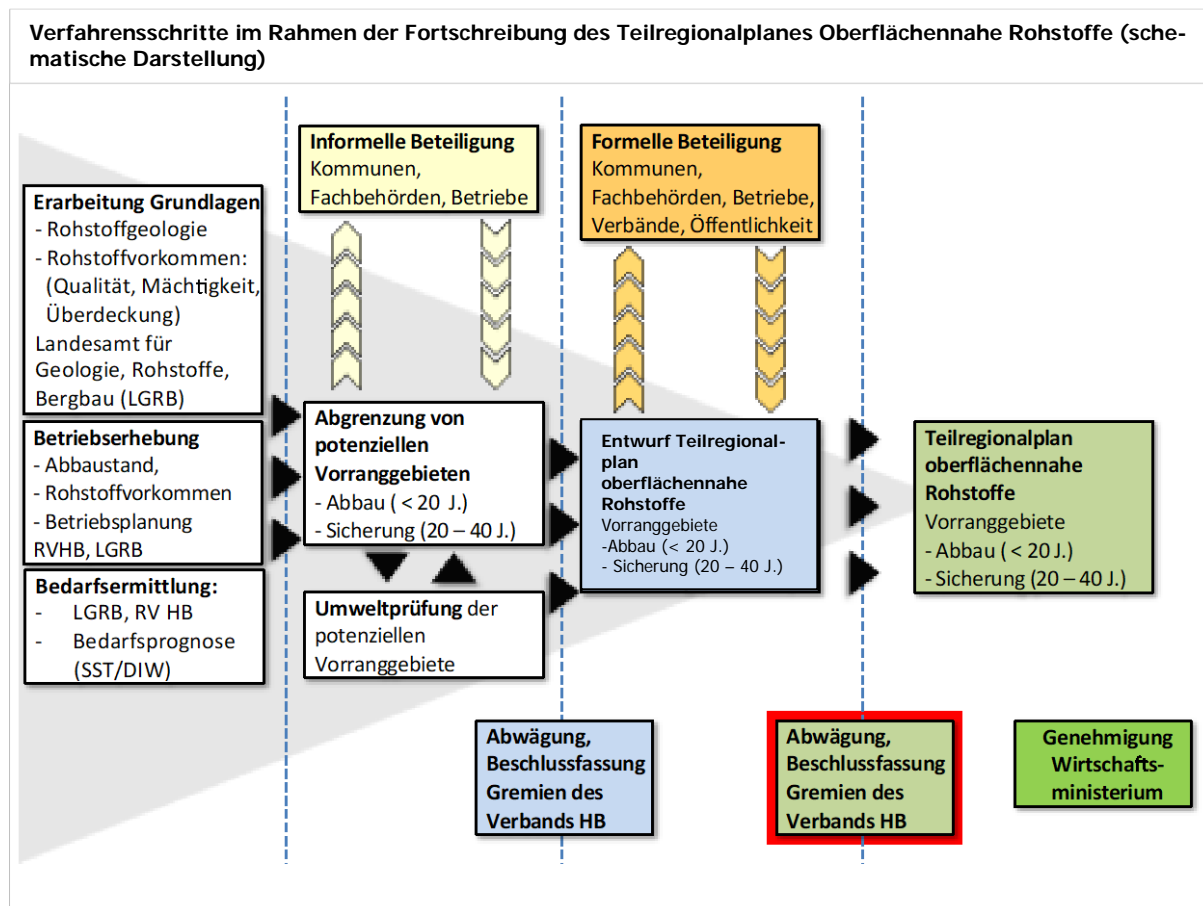 Verfahrensschritte im Rahmen der Fortschreibung des Teilregionalplanes Oberflächennahe Rohstoffe (sche-
matische Darstellung)
Erarbeitung Grundlagen
- Rohstoffgeologie
- Rohstoffvorkommen:
(Qualität, Mächtigkeit,
Überdeckung)
Landesamt für
Geologie, Rohstoffe,
Bergbau (LGRB)
Betriebserhebung
- Abbaustand,
- Rohstoffvorkommen
- Betriebsplanung
RVHB, LGRB
Bedarfsermittlung:
- LGRB, RV HB
- Bedarfsprognose
(SST/DIW)
Informelle Beteiligung
Kommunen,
Fachbehörden, Betriebe
Abgrenzung von
potenziellen
Vorranggebieten
- Abbau (< 20 J.)
- Sicherung (20 – 40 J.)
Umweltprüfung der
potenziellen
Vorranggebiete
Formelle Beteiligung
Kommunen,
Fachbehörden, Betriebe,
Verbände, Öffentlichkeit
Entwurf Teilregional-
plan
oberflächennahe
Rohstoffe
Vorranggebiete
-Abbau (< 20 J.)
- Sicherung (20 – 40 J.)
Teilregionalplan
oberflächennahe
Rohstoffe
Vorranggebiete
- Abbau (< 20 J.)
- Sicherung (20 – 40 J.)
Abwägung,
Beschlussfassung
Gremien des
Verbands HB
Abwägung,
Beschlussfassung
Gremien des
Verbands HB
Genehmigung
Wirtschafts-
ministerium